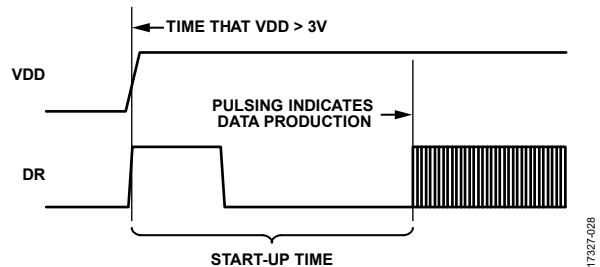 TIME THAT VDD > 3V
VDD
PULSING INDICATES
DATA PRODUCTION
DR
START-UP TIME
17327-028